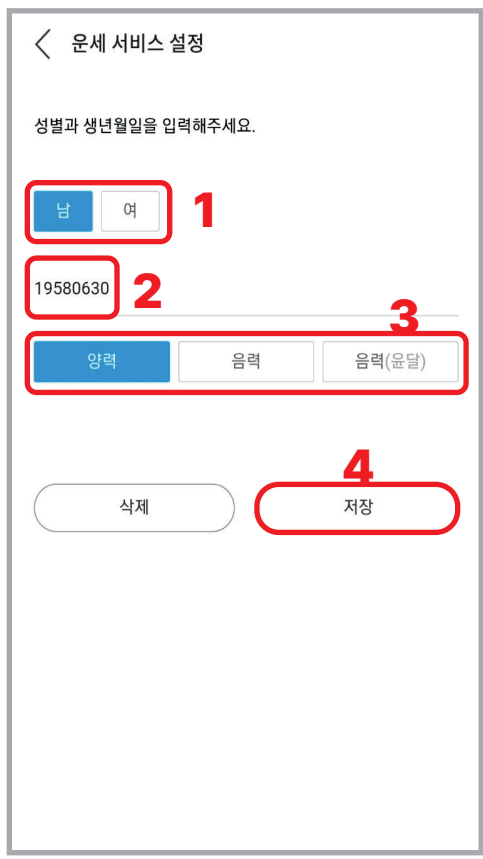 운세 서비스 설정
성별과 생년월일을 입력해주세요.
남 여 1
19580630 2
3
양력 음력 음력(윤달)
4
삭제 저장